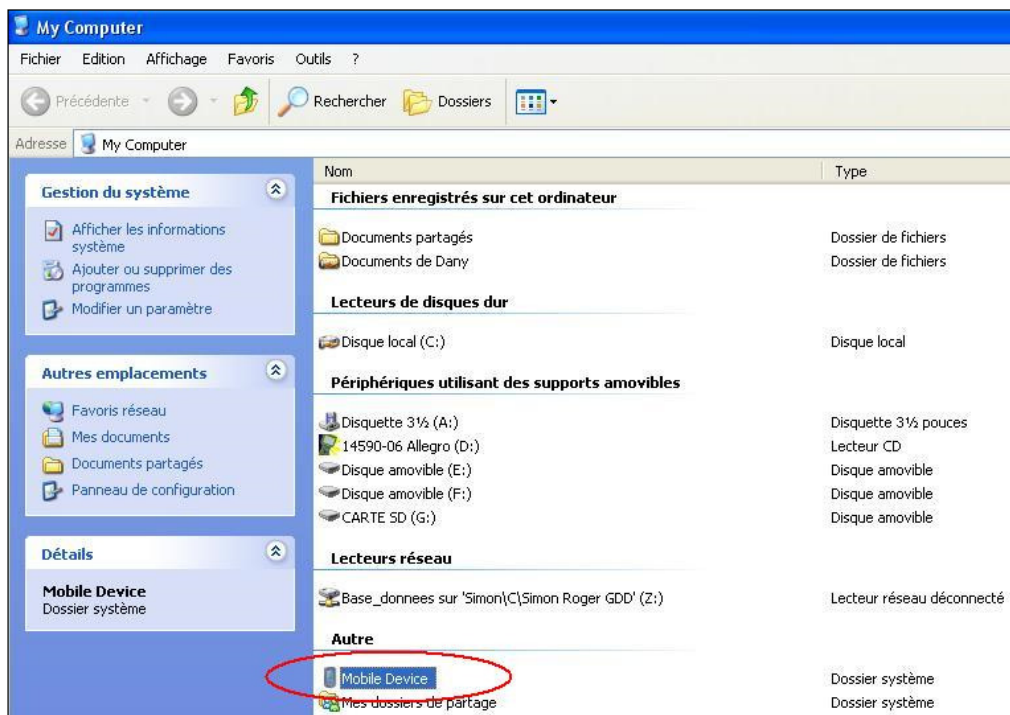 My Computer
Fichier Edition Affichage Favoris Outils ?
Précédente Rechercher Dossiers
Adresse My Computer
Gestion du système
Afficher les informations
système
Ajouter ou supprimer des
programmes
Modifier un paramètre
Autres emplacements
Favoris réseau
Mes documents
Documents partagés
Panneau de configuration
Détails
Mobile Device
Dossier système
Nom Type
Fichiers enregistrés sur cet ordinateur
Documents partagés Dossier de fichiers
Documents de Dany Dossier de fichiers
Lecteurs de disques dur
Disque local (C:) Disque local
Périphériques utilisant des supports amovibles
Disquette 3½ (A:) Disquette 3½ pouces
14590-06 Allegro (D:) Lecteur CD
Disque amovible (E:) Disque amovible
Disque amovible (F:) Disque amovible
CARTE SD (G:) Disque amovible
Lecteurs réseau
Base_donnees sur 'Simon\C\Simon Roger GDD' (Z:) Lecteur réseau déconnecté
Autre
Mobile Device Dossier système
Mes dossiers de partage Dossier système